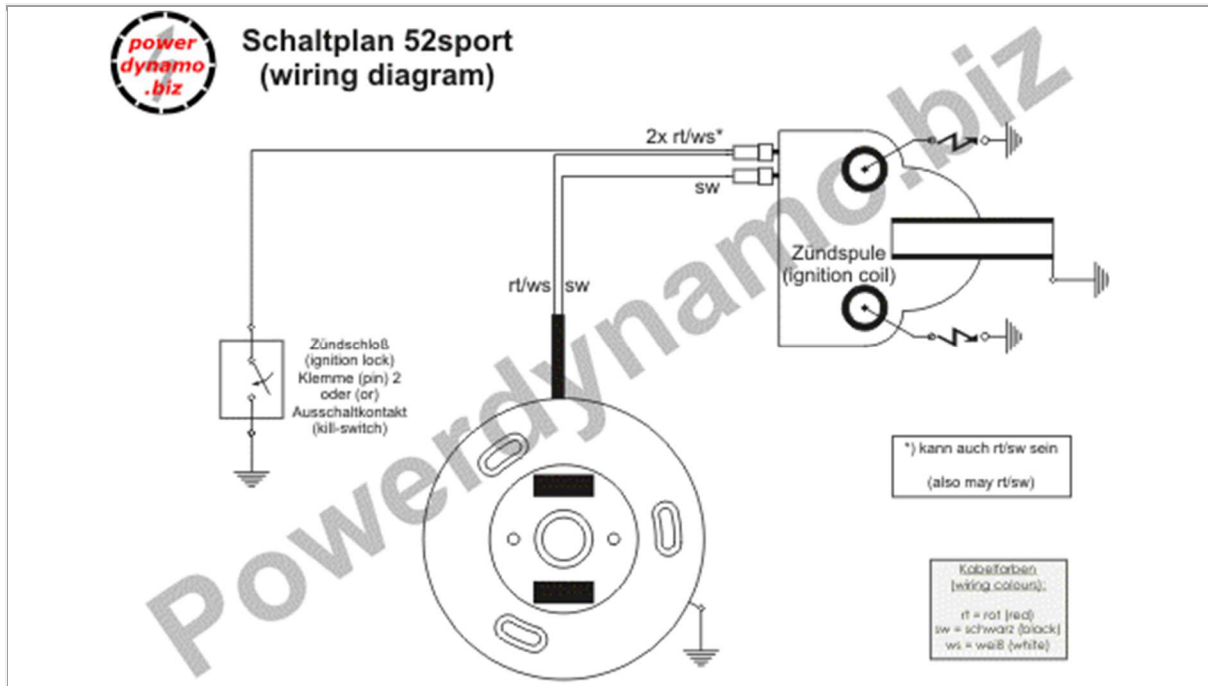 power
dynamo
.biz
Schaltplan 52sport
(wiring diagram)
2x rt/ws*
sw
Zündspule
(ignition coil)
rt/ws sw
Zündschloß
(ignition lock)
Klemme (pin) 2
oder (or)
Ausschaltkontakt
(kill-switch)
*) kann auch rt/sw sein
(also may rt/sw)
Kabelfarben
(wiring colours):
rt = rot (red)
sw = schwarz (black)
ws = weiß (white)
Powerdynamo.biz